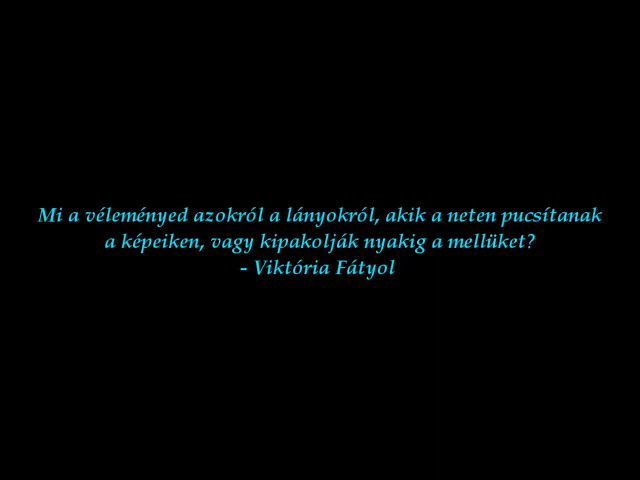 Mi a véleményed azokról a lányokról, akik a neten pucsítanak
a képeiken, vagy kipakolják nyakig a mellüket?
- Viktória Fátyol